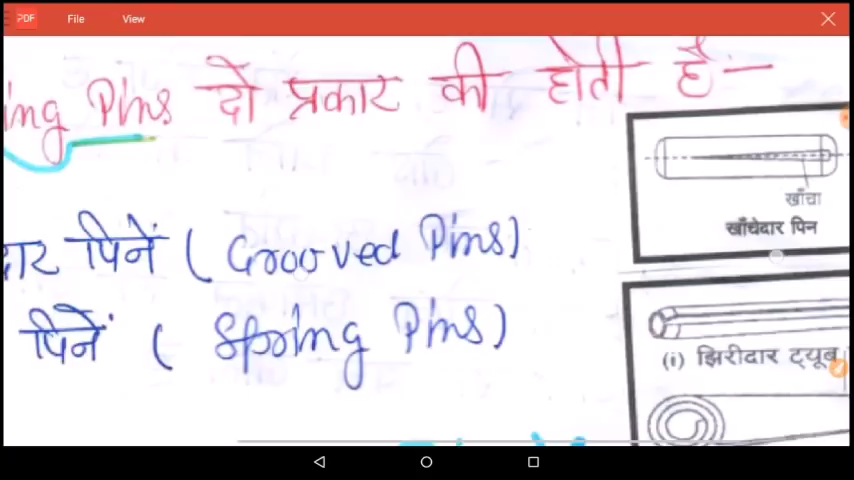 PDF File View
ing Pins दो प्रकार की होती है:—
खाँचा
खाँचेदार पिन
दार पिनें ( Grooved Pins)
पिनें ( Spring Pins)
(i) झिरीदार ट्यूब